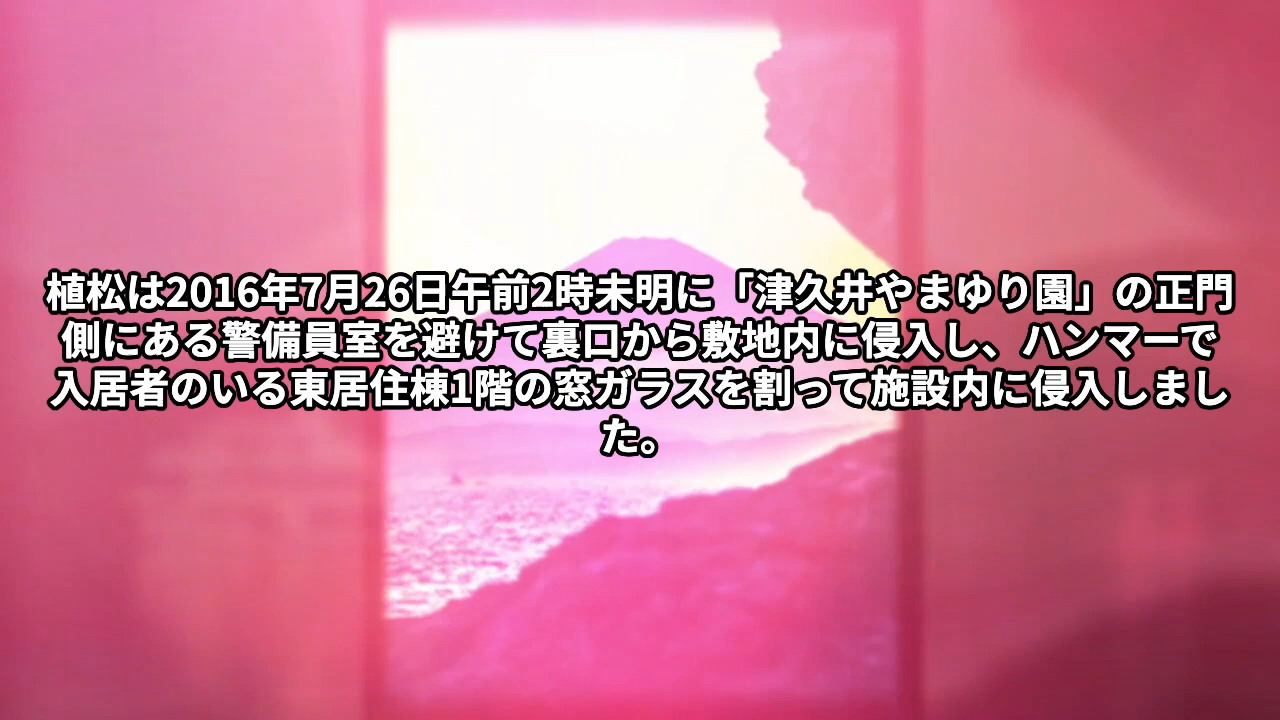 植松は2016年7月26日午前2時未明に「津久井やまゆり園」の正門
側にある警備員室を避けて裏口から敷地内に侵入し、ハンマーで
入居者のいる東居住棟1階の窓ガラスを割って施設内に侵入しまし
た。